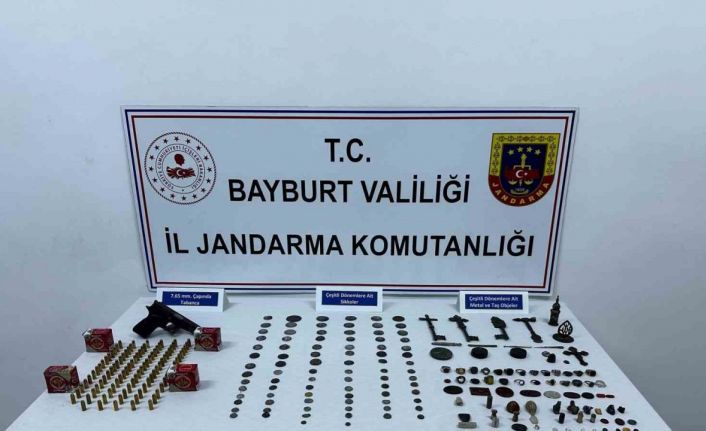 T.C.
BAYBURT VALİLİĞİ
İL JANDARMA KOMUTANLIĞI
JANDARMA
7.65 mm. Çapında
Tabanca
Çeşitli Dönemlere Ait
Sikkeler
Çeşitli Dönemlere Ait
Metal ve Taş Objeler